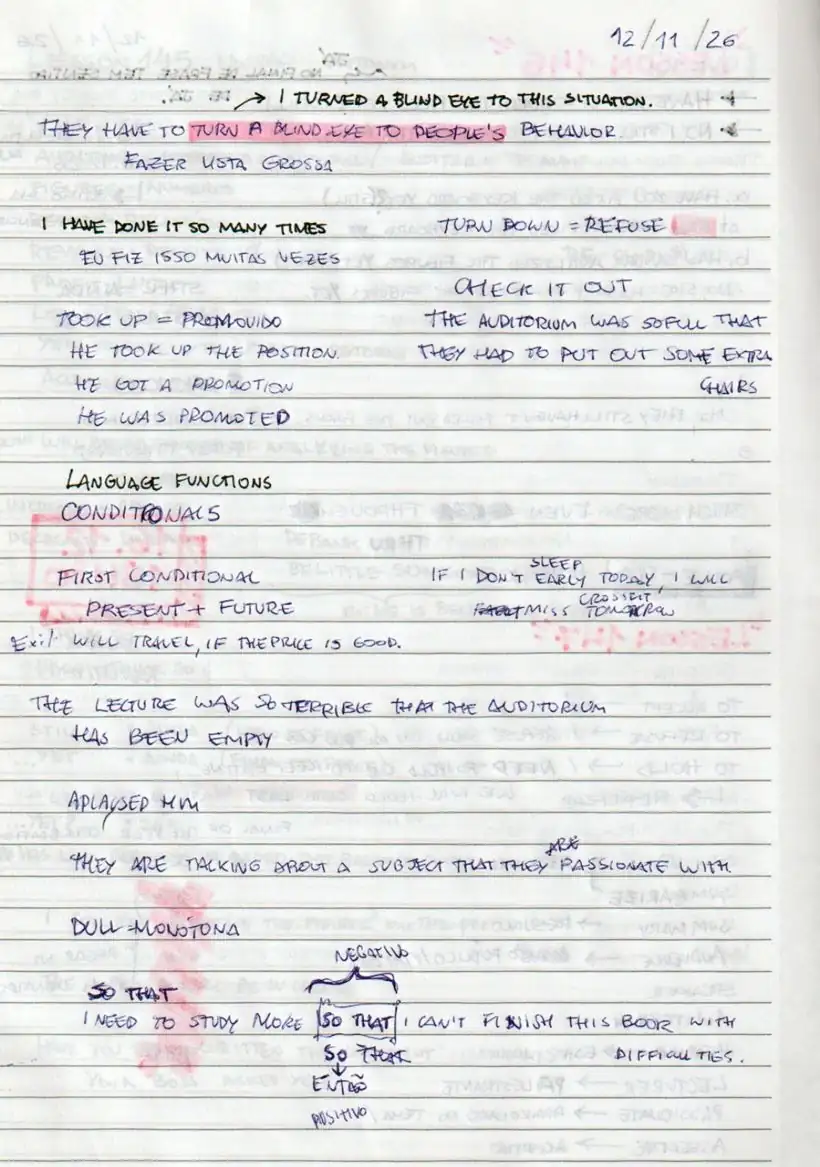 12/11/26
I TURNED A BLIND EYE TO THIS SITUATION.
THEY HAVE TO TURN A BLIND EYE TO PEOPLE'S BEHAVIOR.
FAZER VISTA GROSSA
I HAVE DONE IT SO MANY TIMES
EU FIZ ISSO MUITAS VEZES
TURN DOWN = REFUSE
CHECK IT OUT
TOOK UP = PROMOVIDO
HE TOOK UP THE POSITION.
HE GOT A PROMOTION
HE WAS PROMOTED
THE AUDITORIUM WAS SO FULL THAT
THEY HAD TO PUT OUT SOME EXTRA
CHAIRS
LANGUAGE FUNCTIONS
CONDITIONALS
FIRST CONDITIONAL
PRESENT + FUTURE
IF I DON'T SLEEP EARLY TODAY, I WILL
MISS CROSSFIT TOMORROW
Ex: I WILL TRAVEL, IF THE PRICE IS GOOD.
THE LECTURE WAS SO TERRIBLE THAT THE AUDITORIUM
HAS BEEN EMPTY
APLAUSED HIM
THEY ARE TALKING ABOUT A SUBJECT THAT THEY ARE PASSIONATE WITH.
DULL = MONOTONA
NEGATIVO
SO THAT
I NEED TO STUDY MORE SO THAT I CAN'T FINISH THIS BOOK WITH
DIFFICULTIES.
SO THAT
ENTÃO
POSITIVO